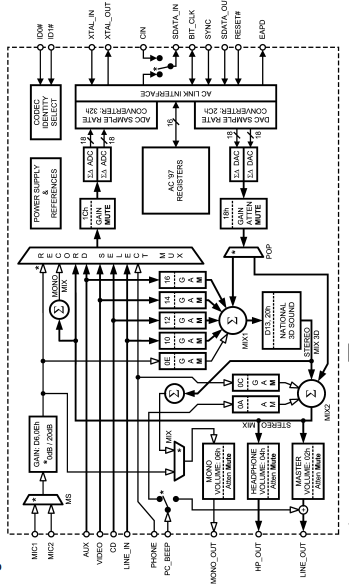 ID0#
ID1#
XTAL_IN
XTAL_OUT
CIN
SDATA_IN
BIT_CLK
SYNC
SDATA_OU
RESET#
EAPD
CODEC
IDENTITY
SELECT
POWER SUPPLY
&
REFERENCES
AC LINK INTERFACE
ADC SAMPLE RATE
CONVERTER: 32h
DAC SAMPLE RATE
CONVERTER: 2Ch
16
AC '97
REGISTERS
18
18
ΣΔ ADC
ΣΔ ADC
18
18
ΣΔ DAC
ΣΔ DAC
1Ch
GAIN
MUTE
18h
GAIN
ATTEN
MUTE
POP
*
RECORD SELECT MUX
*
MONO
MIX
Σ
16 G A M
14 G A M
12 G A M
10 G A M
0E G A M
Σ
MIX1
D13, 20h
NATIONAL
3D SOUND
STEREO
MIX 3D
Σ
0C G A M
0A G A M
Σ
MIX2
STEREO
MIX
GAIN: D6,0Eh
*0dB / 20dB
*
MS
MIX
*
*
MONO
VOLUME: 06h
Atten Mute
HEADPHONE
VOLUME: 04h
Atten Mute
MASTER
VOLUME: 02h
Atten Mute
MIC1
MIC2
AUX
VIDEO
CD
LINE_IN
PHONE
PC_BEEP
MONO_OUT
HP_OUT
LINE_OUT